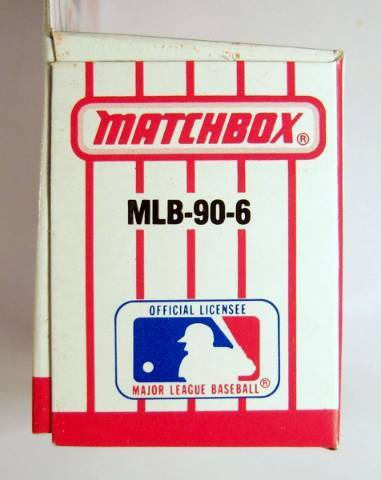 MATCHBOX®
MLB-90-6
OFFICIAL LICENSEE
MAJOR LEAGUE BASEBALL®